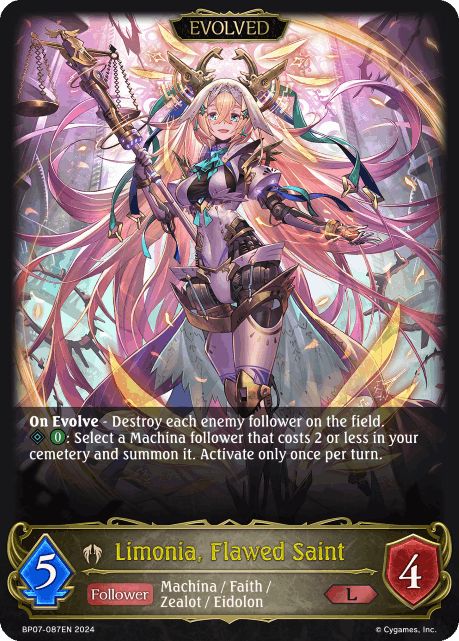 EVOLVED
On Evolve - Destroy each enemy follower on the field.
0: Select a Machina follower that costs 2 or less in your
cemetery and summon it. Activate only once per turn.
Limonia, Flawed Saint
5
Follower
Machina / Faith /
Zealot / Eidolon
L
4
BP07-087EN 2024
© Cygames, Inc.